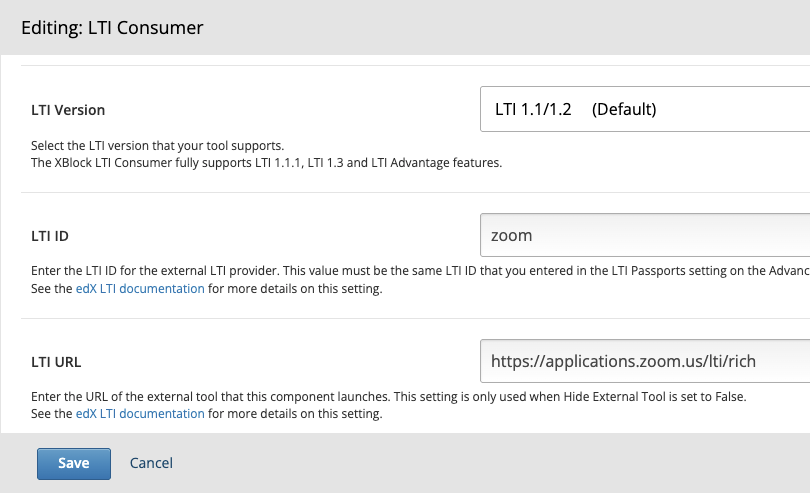 Editing: LTI Consumer
LTI Version
LTI 1.1/1.2 (Default)
Select the LTI version that your tool supports.
The XBlock LTI Consumer fully supports LTI 1.1.1, LTI 1.3 and LTI Advantage features.
LTI ID
zoom
Enter the LTI ID for the external LTI provider. This value must be the same LTI ID that you entered in the LTI Passports setting on the
See the edX LTI documentation for more details on this setting.
LTI URL
https://applications.zoom.us/lti/rich
Enter the URL of the external tool that this component launches. This setting is only used when Hide External Tool is set to False.
See the edX LTI documentation for more details on this setting.
Save
Cancel